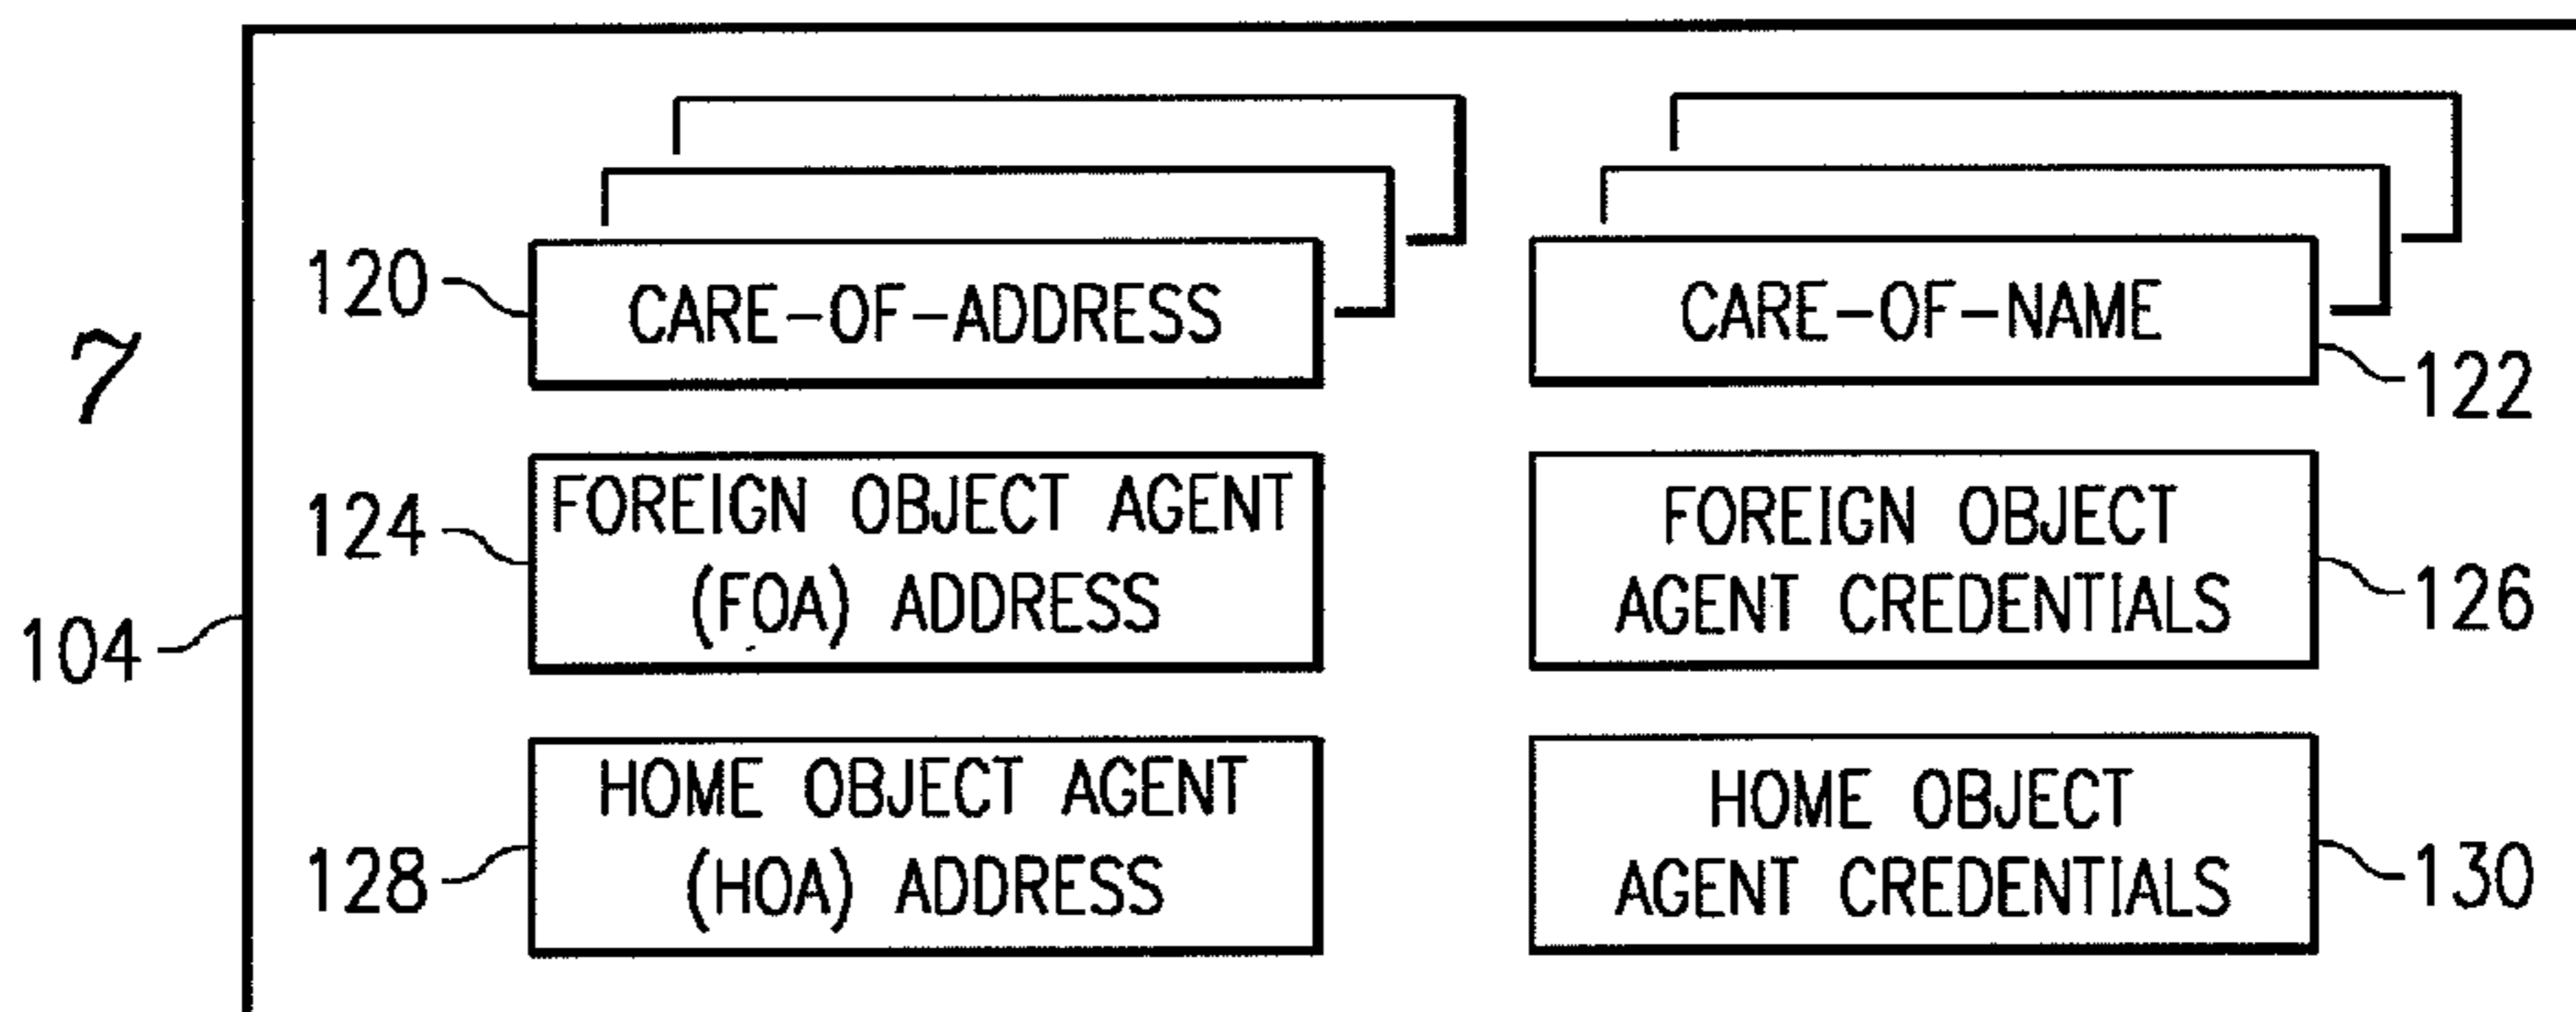 120
CARE-OF-ADDRESS
CARE-OF-NAME
122
7
124
FOREIGN OBJECT AGENT
(FOA) ADDRESS
FOREIGN OBJECT
AGENT CREDENTIALS
126
104
128
HOME OBJECT AGENT
(HOA) ADDRESS
HOME OBJECT
AGENT CREDENTIALS
130